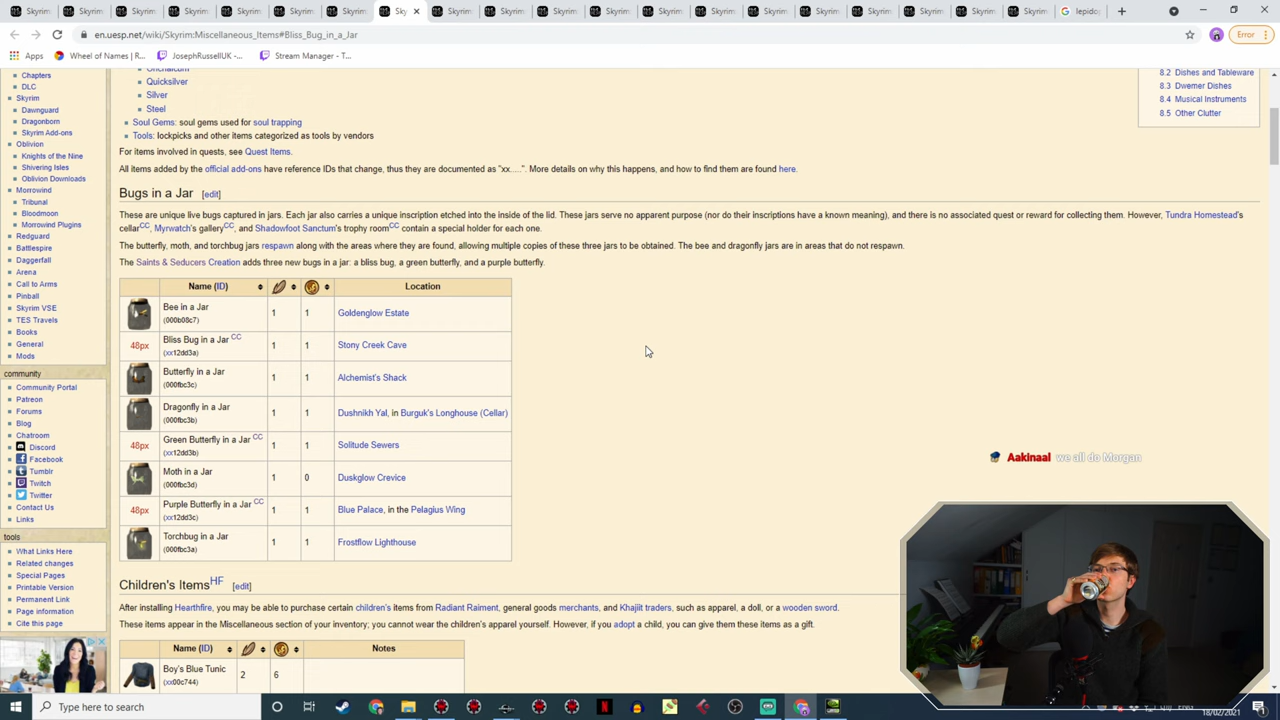 Sky
lepido
en.uesp.net/wiki/Skyrim:Miscellaneous_Items#Bliss_Bug_in_a_Jar
Error
Apps
Wheel of Names | R...
JosephRussellUK -...
Stream Manager - T...
Chapters
DLC
Skyrim
Dawnguard
Dragonborn
Skyrim Add-ons
Oblivion
Knights of the Nine
Shivering Isles
Oblivion Downloads
Morrowind
Tribunal
Bloodmoon
Morrowind Plugins
Redguard
Battlespire
Daggerfall
Arena
Call to Arms
Pinball
Skyrim VSE
TES Travels
Books
General
Mods
community
Community Portal
Patreon
Forums
Blog
Chatroom
Discord
Facebook
Tumblr
Twitch
Twitter
Contact Us
Links
tools
What Links Here
Related changes
Special Pages
Printable Version
Permanent Link
Page information
Cite this page
Orichalcum
Quicksilver
Silver
Steel
Soul Gems: soul gems used for soul trapping
Tools: lockpicks and other items categorized as tools by vendors
For items involved in quests, see Quest Items.
All items added by the official add-ons have reference IDs that change, thus they are documented as "xx.....". More details on why this happens, and how to find them are found here.
8.2 Dishes and Tableware
8.3 Dwemer Dishes
8.4 Musical Instruments
8.5 Other Clutter
Bugs in a Jar [edit]
These are unique live bugs captured in jars. Each jar also carries a unique inscription etched into the inside of the lid. These jars serve no apparent purpose (nor do their inscriptions have a known meaning), and there is no associated quest or reward for collecting them. However, Tundra Homestead's
cellarCC, Myrwatch's galleryCC, and Shadowfoot Sanctum's trophy roomCC contain a special holder for each one.
The butterfly, moth, and torchbug jars respawn along with the areas where they are found, allowing multiple copies of these three jars to be obtained. The bee and dragonfly jars are in areas that do not respawn.
The Saints & Seducers Creation adds three new bugs in a jar: a bliss bug, a green butterfly, and a purple butterfly.
Name (ID) Location
Bee in a Jar
(000b08c7) 1 1 Goldenglow Estate
48px Bliss Bug in a Jar CC
(xx12dd3a) 1 1 Stony Creek Cave
Butterfly in a Jar
(000fbc3c) 1 1 Alchemist's Shack
Dragonfly in a Jar
(000fbc3b) 1 1 Dushnikh Yal, in Burguk's Longhouse (Cellar)
48px Green Butterfly in a Jar CC
(xx12dd3b) 1 1 Solitude Sewers
Moth in a Jar
(000fbc3d) 1 0 Duskglow Crevice
48px Purple Butterfly in a Jar CC
(xx12dd3c) 1 1 Blue Palace, in the Pelagius Wing
Torchbug in a Jar
(000fbc3a) 1 1 Frostflow Lighthouse
Aakinaal we all do Morgan
Children's ItemsHF [edit]
After installing Hearthfire, you may be able to purchase certain children's items from Radiant Raiment, general goods merchants, and Khajiit traders, such as apparel, a doll, or a wooden sword.
These items appear in the Miscellaneous section of your inventory; you cannot wear the children's apparel yourself. However, if you adopt a child, you can give them these items as a gift.
Name (ID) Notes
Boy's Blue Tunic
(xx00c744) 2 6
Type here to search
ENG
18/02/2021